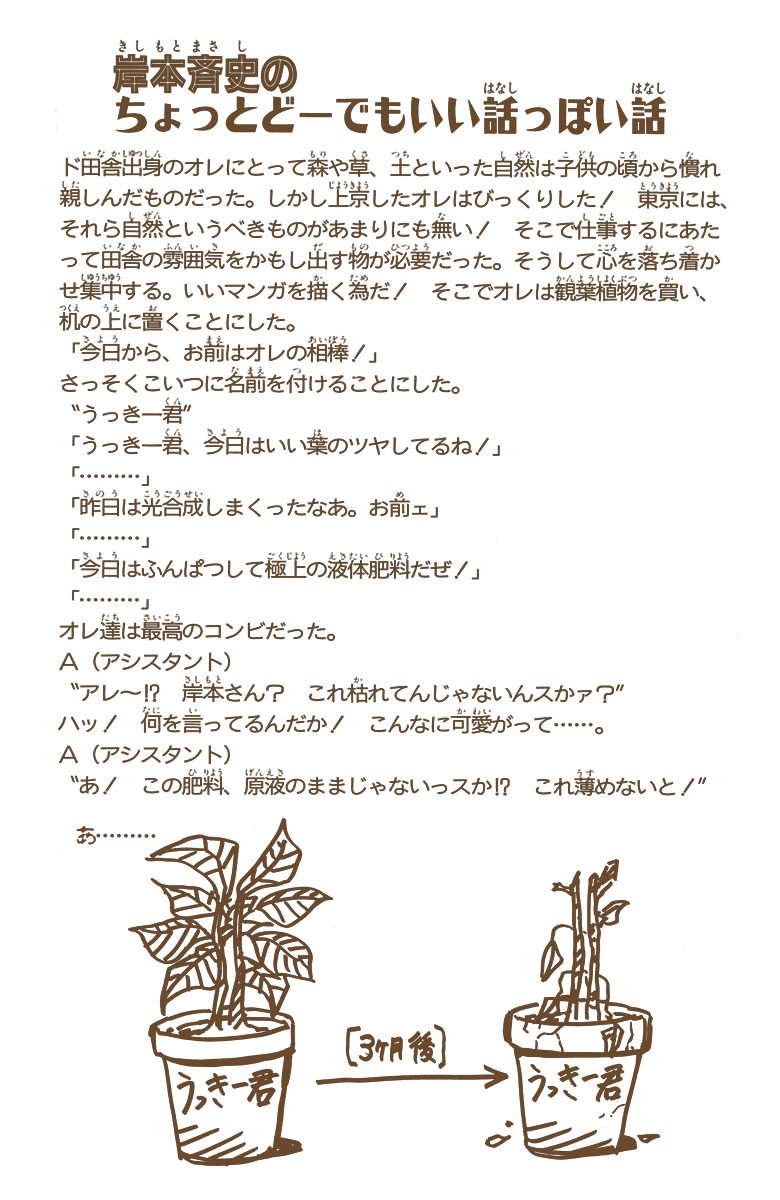 岸本斉史の
ちょっとどーでもいい話っぽい話
ド田舎出身のオレにとって森や草、土といった自然は子供の頃から慣れ
親しんだものだった。しかし上京したオレはびっくりした！　東京には、
それら自然というべきものがあまりにも無い！　そこで仕事するにあた
って田舎の雰囲気をかもし出す物が必要だった。そうして心を落ち着か
せ集中する。いいマンガを描く為だ！　そこでオレは観葉植物を買い、
机の上に置くことにした。
「今日から、お前はオレの相棒！」
さっそくこいつに名前を付けることにした。
〝うっきー君〟
「うっきー君、今日はいい葉のツヤしてるね！」
「………」
「昨日は光合成しまくったなあ。お前ェ」
「………」
「今日はふんぱつして極上の液体肥料だぜ！」
「………」
オレ達は最高のコンビだった。
A（アシスタント）
〝アレ〜!?　岸本さん？　これ枯れてんじゃないんスかァ？〟
ハッ！　何を言ってるんだか！　こんなに可愛がって……。
A（アシスタント）
〝あ！　この肥料、原液のままじゃないっスか!?　これ薄めないと！〟
あ………
[3ヶ月後]
うっきー君
うっきー君